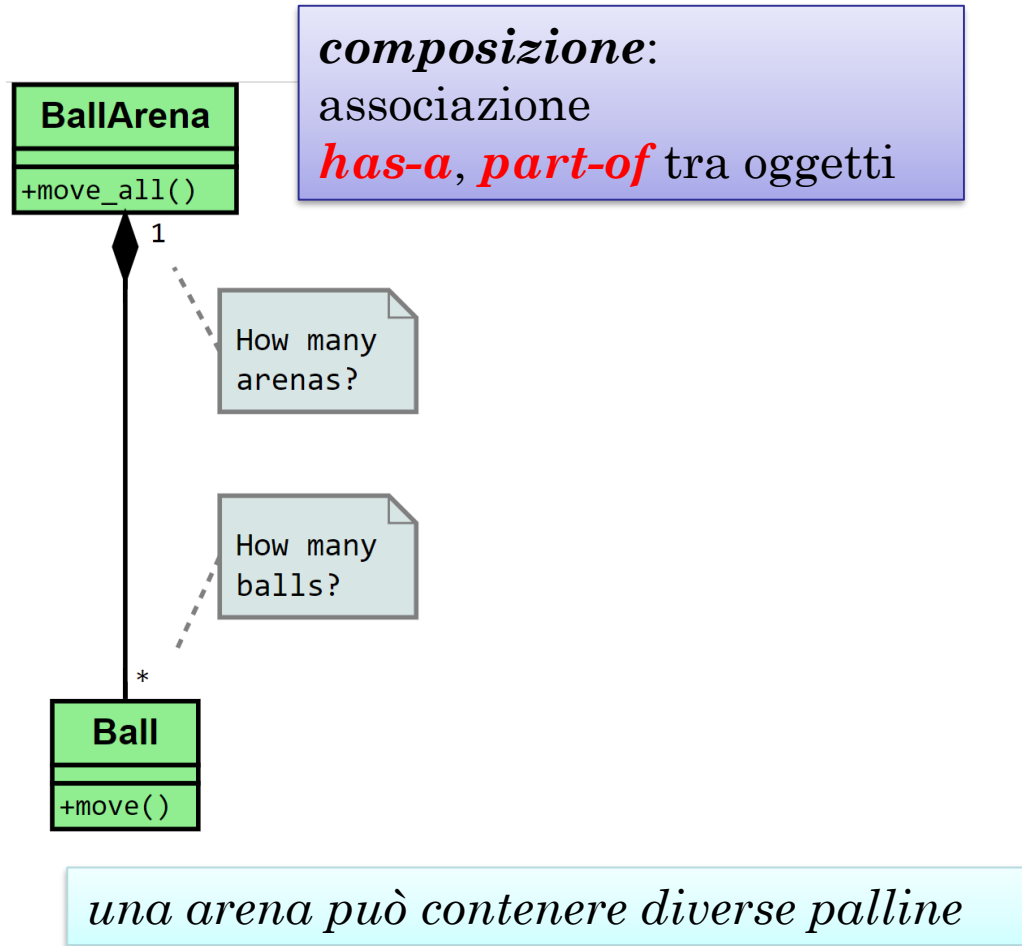 composizione:
associazione
has-a, part-of tra oggetti
BallArena
+move_all()
1
How many
arenas?
How many
balls?
*
Ball
+move()
una arena può contenere diverse palline